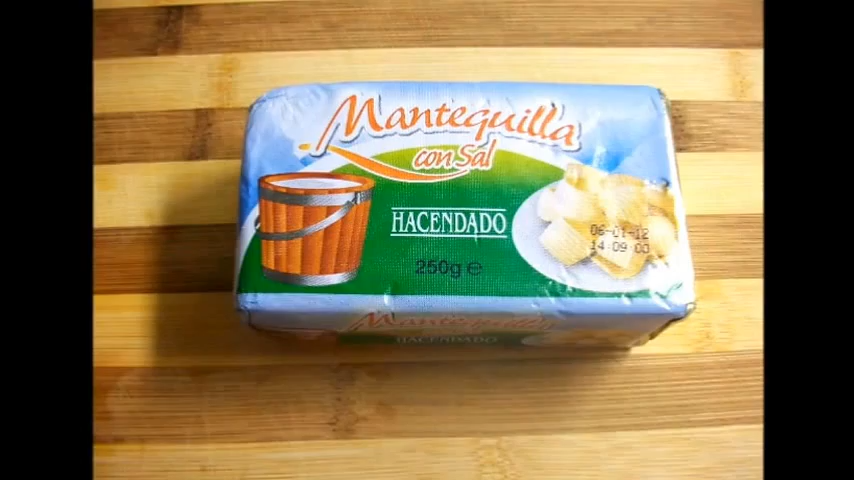 Mantequilla
con Sal
HACENDADO
250g ℮
06-01-12
14:09 00
Mantequilla
HACENDADO